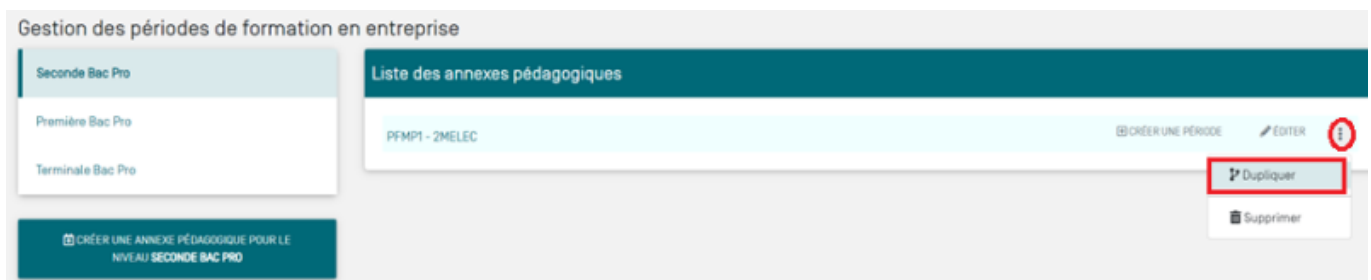 Gestion des périodes de formation en entreprise
Seconde Bac Pro
Première Bac Pro
Terminale Bac Pro
CRÉER UNE ANNEXE PÉDAGOGIQUE POUR LE
NIVEAU SECONDE BAC PRO
Liste des annexes pédagogiques
PFMP1 - 2MELEC
CRÉER UNE PÉRIODE
ÉDITER
Dupliquer
Supprimer